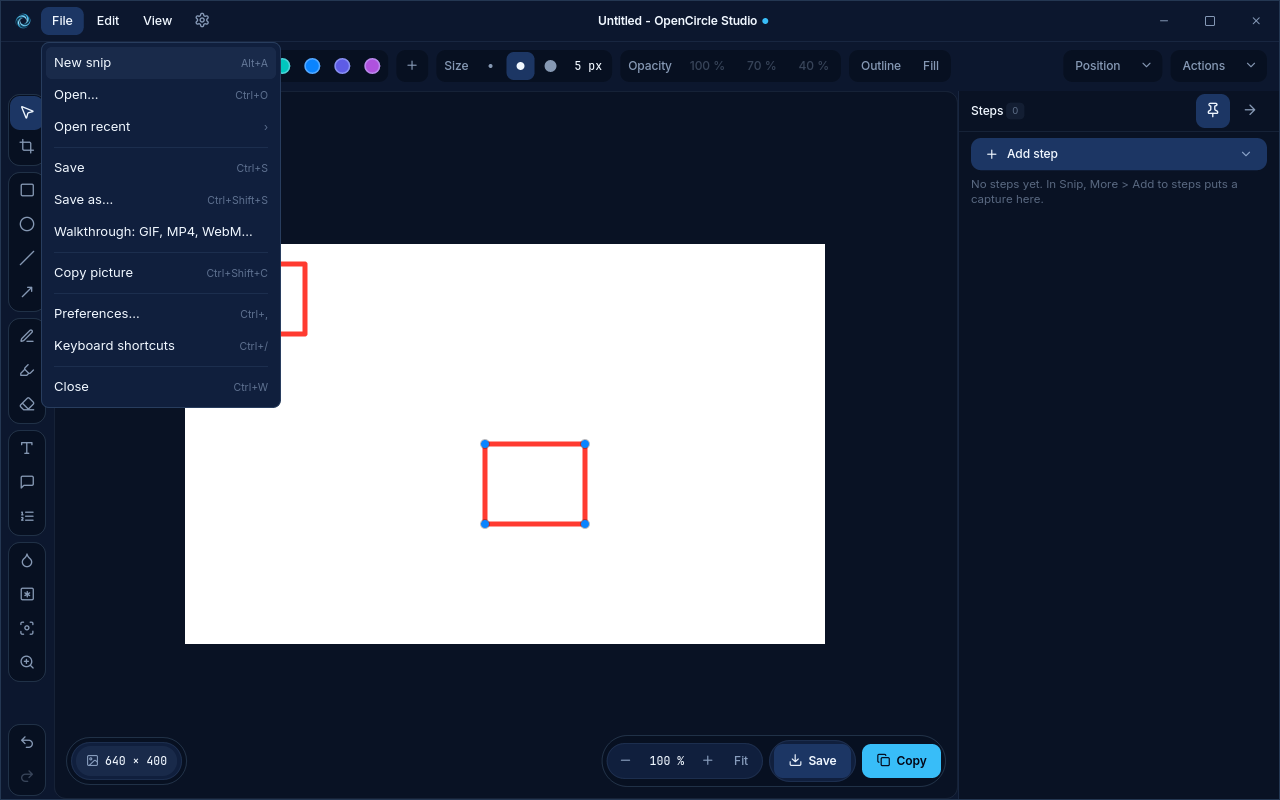 File Edit View Untitled - OpenCircle Studio
New snip Alt+A
Open... Ctrl+O
Open recent
Save Ctrl+S
Save as... Ctrl+Shift+S
Walkthrough: GIF, MP4, WebM...
Copy picture Ctrl+Shift+C
Preferences... Ctrl+,
Keyboard shortcuts Ctrl+/
Close Ctrl+W
Size 5 px Opacity 100 % 70 % 40 % Outline Fill Position Actions
Steps 0
Add step
No steps yet. In Snip, More > Add to steps puts a
capture here.
640 × 400 100 % Fit Save Copy